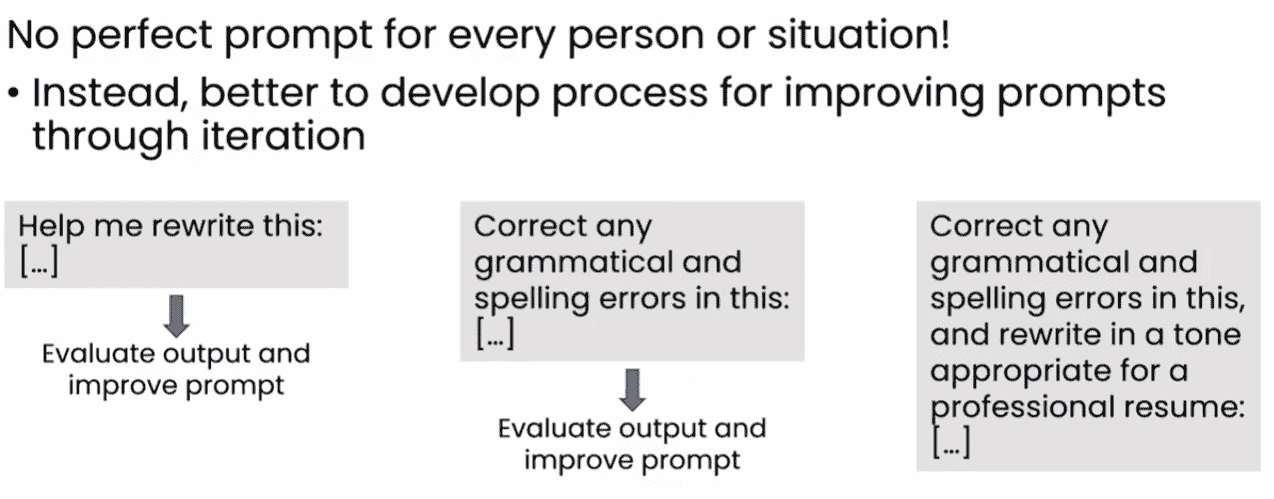 No perfect prompt for every person or situation!
• Instead, better to develop process for improving prompts
through iteration
Help me rewrite this:
[...]
Evaluate output and
improve prompt
Correct any
grammatical and
spelling errors in this:
[...]
Evaluate output and
improve prompt
Correct any
grammatical and
spelling errors in this,
and rewrite in a tone
appropriate for a
professional resume:
[...]